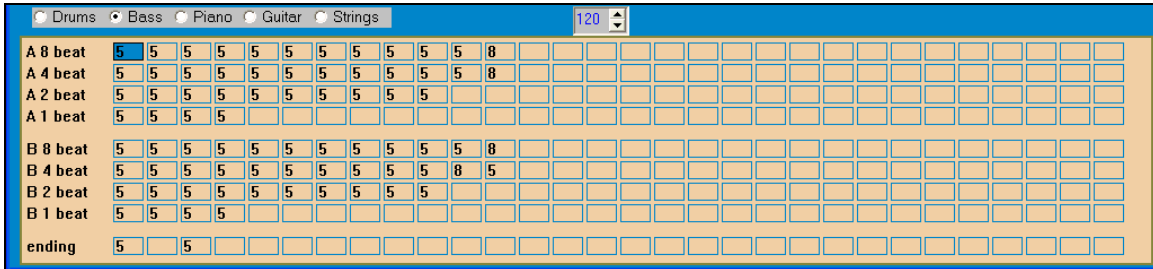 Drums Bass Piano Guitar Strings 120
A 8 beat 5 5 5 5 5 5 5 5 5 5 5 8
A 4 beat 5 5 5 5 5 5 5 5 5 5 5 8
A 2 beat 5 5 5 5 5 5 5 5 5 5
A 1 beat 5 5 5 5
B 8 beat 5 5 5 5 5 5 5 5 5 5 5 8
B 4 beat 5 5 5 5 5 5 5 5 5 5 8 5
B 2 beat 5 5 5 5 5 5 5 5 5 5
B 1 beat 5 5 5 5
ending 5 5